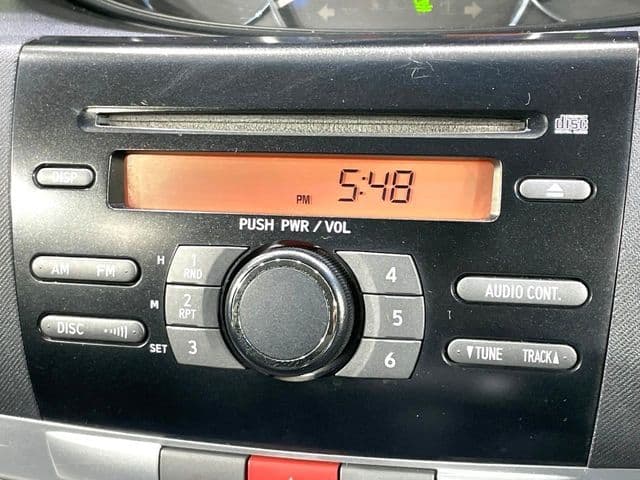 disc
DISP
PM 5:48
PUSH PWR/VOL
AM FM
H 1 RND
4
M 2 RPT
5
AUDIO CONT.
DISC
SET 3
6
▼TUNE TRACK▲